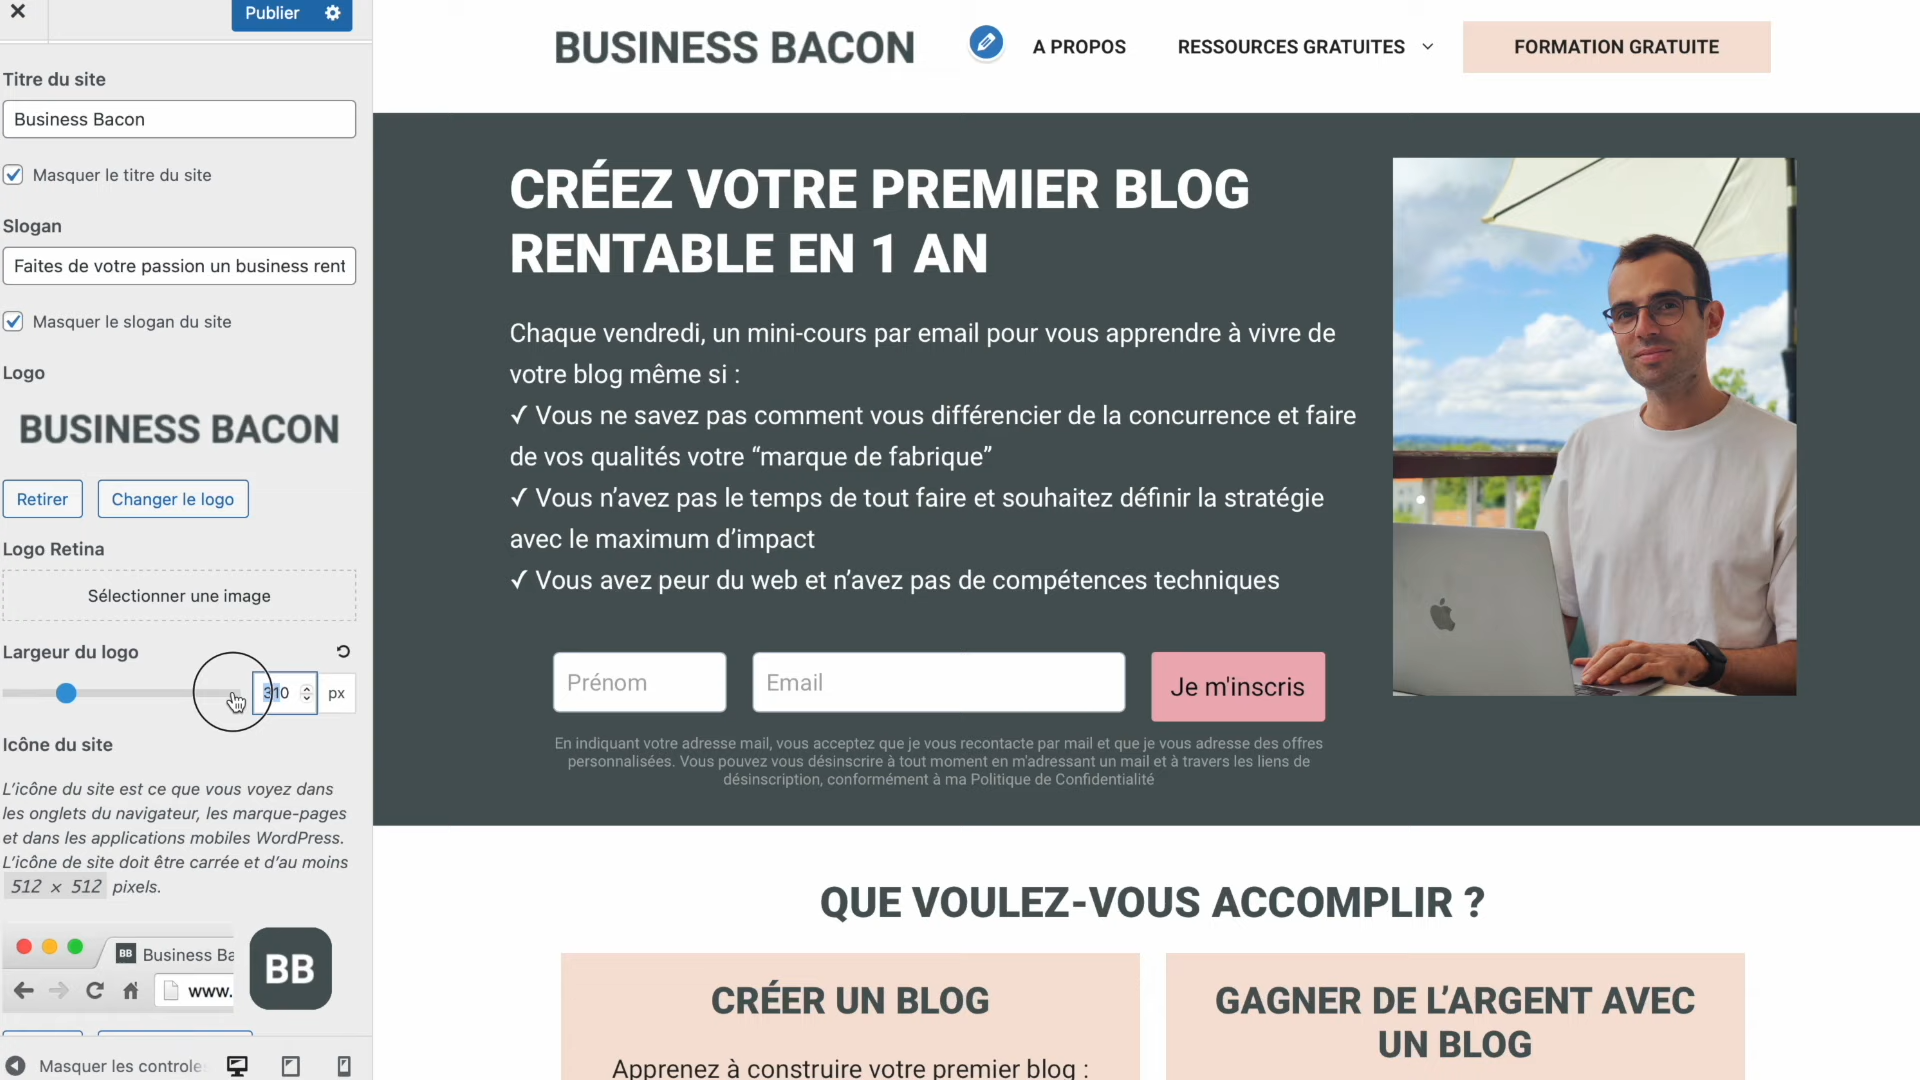 Publier
Titre du site
Business Bacon
Masquer le titre du site
Slogan
Faites de votre passion un business rent
Masquer le slogan du site
Logo
BUSINESS BACON
Retirer
Changer le logo
Logo Retina
Sélectionner une image
Largeur du logo
310
px
Icône du site
L'icône du site est ce que vous voyez dans
les onglets du navigateur, les marque-pages
et dans les applications mobiles WordPress.
L'icône de site doit être carrée et d'au moins
512 × 512 pixels.
BB
Business Ba
www.
BB
Masquer les controle
BUSINESS BACON
A PROPOS
RESSOURCES GRATUITES
FORMATION GRATUITE
CRÉEZ VOTRE PREMIER BLOG
RENTABLE EN 1 AN
Chaque vendredi, un mini-cours par email pour vous apprendre à vivre de
votre blog même si :
✓ Vous ne savez pas comment vous différencier de la concurrence et faire
de vos qualités votre “marque de fabrique”
✓ Vous n’avez pas le temps de tout faire et souhaitez définir la stratégie
avec le maximum d’impact
✓ Vous avez peur du web et n’avez pas de compétences techniques
Prénom
Email
Je m'inscris
En indiquant votre adresse mail, vous acceptez que je vous recontacte par mail et que je vous adresse des offres
personnalisées. Vous pouvez vous désinscrire à tout moment en m'adressant un mail et à travers les liens de
désinscription, conformément à ma Politique de Confidentialité
QUE VOULEZ-VOUS ACCOMPLIR ?
CRÉER UN BLOG
Apprenez à construire votre premier blog :
GAGNER DE L’ARGENT AVEC
UN BLOG